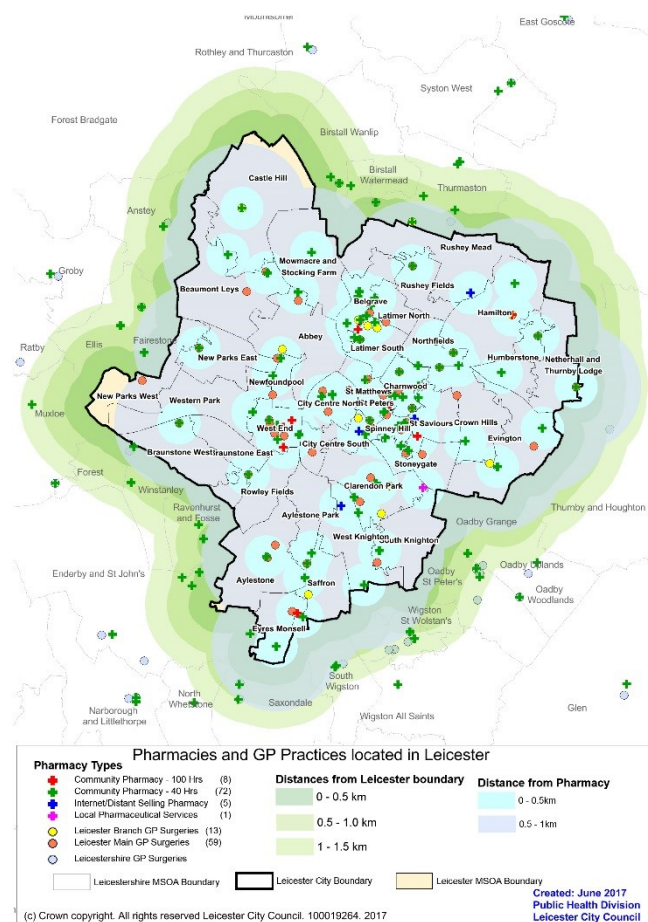 Mountsorrel
East Goscote
Rothley and Thurcaston
Syston West
Forest Bradgate
Birstall Wanlip
Castle Hill
Birstall
Watermead
Thurmaston
Anstey
Rushey Mead
Mowmacre and
Stocking Farm
Groby
Beaumont Leys
Rushey Fields
Belgrave
Hamilton
Latimer North
Abbey
Ellis
Fairestone
Ratby
New Parks East
Latimer South
Northfields
Humberstone
Netherhall and
Thurnby Lodge
Newfoundpool
St Matthews
Charnwood
New Parks West
Western Park
City Centre North
St Peters
Muxloe
West End
Spinney Hill
St Saviours
Crown Hills
Braunstone West
Braunstone East
City Centre South
Evington
Stoneygate
Forest
Winstanley
Rowley Fields
Clarendon Park
Ravenhurst
and Fosse
Aylestone Park
Thurnby and Houghton
Oadby Grange
West Knighton
South Knighton
Enderby and St John's
Oadby
St Peter's
Oadby Uplands
Aylestone
Saffron
Oadby
Woodlands
Wigston
St Wolstan's
Eyres Monsell
South
Wigston
North
Whetstone
Saxondale
Glen
Narborough
and Littlethorpe
Wigston All Saints
Pharmacies and GP Practices located in Leicester
Pharmacy Types
Community Pharmacy - 100 Hrs (8)
Community Pharmacy - 40 Hrs (72)
Internet/Distant Selling Pharmacy (5)
Local Pharmaceutical Services (1)
Leicester Branch GP Surgeries (13)
Leicester Main GP Surgeries (59)
Leicestershire GP Surgeries
Distances from Leicester boundary
0 - 0.5 km
0.5 - 1.0 km
1 - 1.5 km
Distance from Pharmacy
0 - 0.5km
0.5 - 1km
Leicestershire MSOA Boundary
Leicester City Boundary
Leicester MSOA Boundary
Created: June 2017
Public Health Division
Leicester City Council
(c) Crown copyright. All rights reserved Leicester City Council. 100019264. 2017